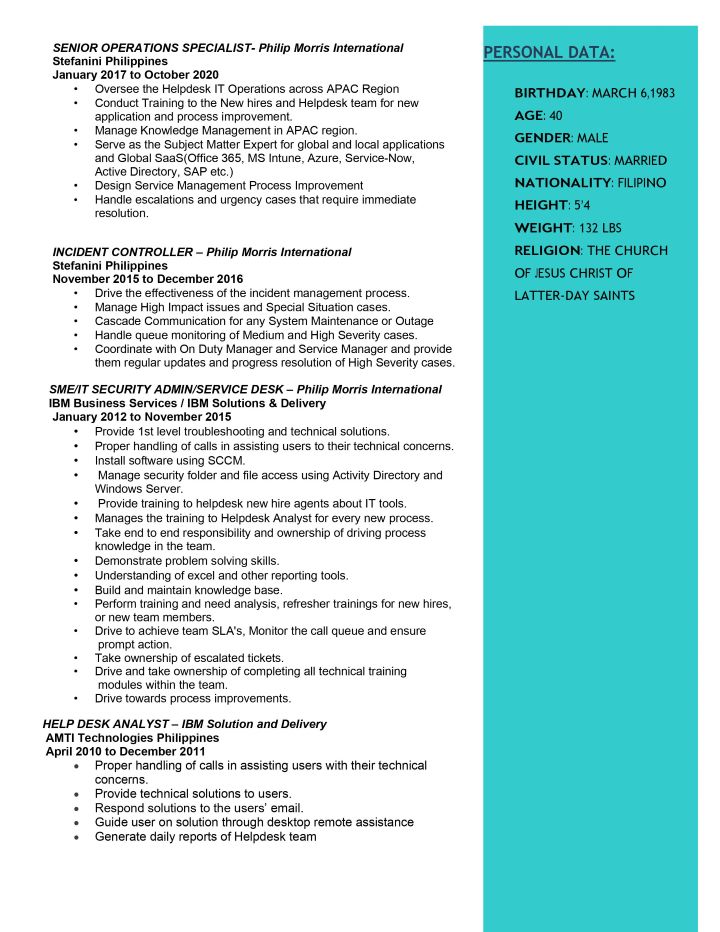 SENIOR OPERATIONS SPECIALIST- Philip Morris International
Stefanini Philippines
January 2017 to October 2020
• Oversee the Helpdesk IT Operations across APAC Region
• Conduct Training to the New hires and Helpdesk team for new
application and process improvement.
• Manage Knowledge Management in APAC region.
• Serve as the Subject Matter Expert for global and local applications
and Global SaaS(Office 365, MS Intune, Azure, Service-Now,
Active Directory, SAP etc.)
• Design Service Management Process Improvement
• Handle escalations and urgency cases that require immediate
resolution.
INCIDENT CONTROLLER – Philip Morris International
Stefanini Philippines
November 2015 to December 2016
• Drive the effectiveness of the incident management process.
• Manage High Impact issues and Special Situation cases.
• Cascade Communication for any System Maintenance or Outage
• Handle queue monitoring of Medium and High Severity cases.
• Coordinate with On Duty Manager and Service Manager and provide
them regular updates and progress resolution of High Severity cases.
SME/IT SECURITY ADMIN/SERVICE DESK – Philip Morris International
IBM Business Services / IBM Solutions & Delivery
January 2012 to November 2015
• Provide 1st level troubleshooting and technical solutions.
• Proper handling of calls in assisting users to their technical concerns.
• Install software using SCCM.
• Manage security folder and file access using Activity Directory and
Windows Server.
• Provide training to helpdesk new hire agents about IT tools.
• Manages the training to Helpdesk Analyst for every new process.
• Take end to end responsibility and ownership of driving process
knowledge in the team.
• Demonstrate problem solving skills.
• Understanding of excel and other reporting tools.
• Build and maintain knowledge base.
• Perform training and need analysis, refresher trainings for new hires,
or new team members.
• Drive to achieve team SLA's, Monitor the call queue and ensure
prompt action.
• Take ownership of escalated tickets.
• Drive and take ownership of completing all technical training
modules within the team.
• Drive towards process improvements.
HELP DESK ANALYST – IBM Solution and Delivery
AMTI Technologies Philippines
April 2010 to December 2011
• Proper handling of calls in assisting users with their technical
concerns.
• Provide technical solutions to users.
• Respond solutions to the users’ email.
• Guide user on solution through desktop remote assistance
• Generate daily reports of Helpdesk team
PERSONAL DATA:
BIRTHDAY: MARCH 6,1983
AGE: 40
GENDER: MALE
CIVIL STATUS: MARRIED
NATIONALITY: FILIPINO
HEIGHT: 5'4
WEIGHT: 132 LBS
RELIGION: THE CHURCH
OF JESUS CHRIST OF
LATTER-DAY SAINTS